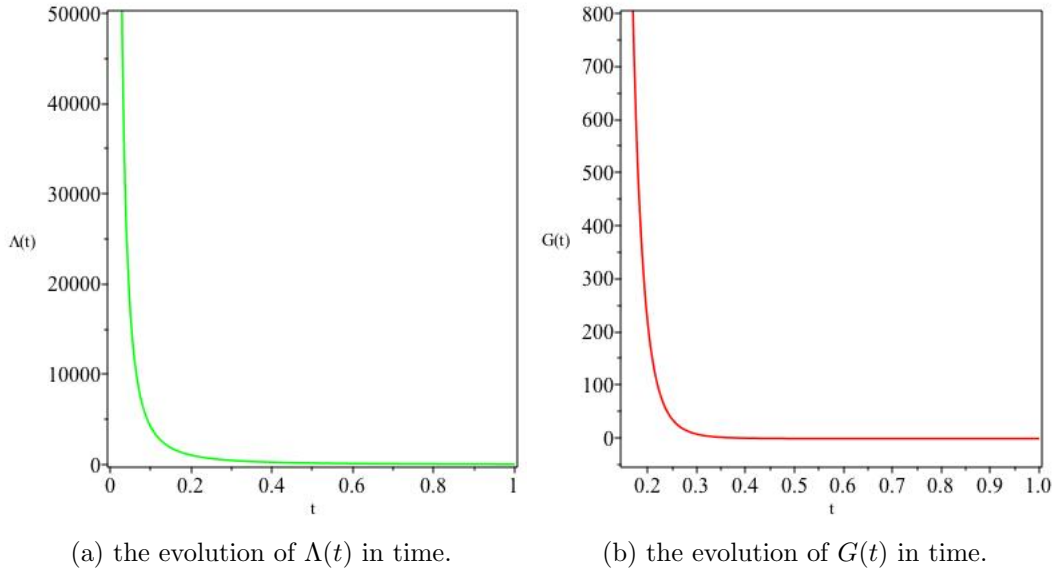 50000
40000
30000
Λ(t)
20000
10000
0
0 0.2 0.4 0.6 0.8 1
t
800
700
600
500
400
G(t)
300
200
100
0
0.2 0.3 0.4 0.5 0.6 0.7 0.8 0.9 1.0
t
(a) the evolution of Λ(t) in time.
(b) the evolution of G(t) in time.